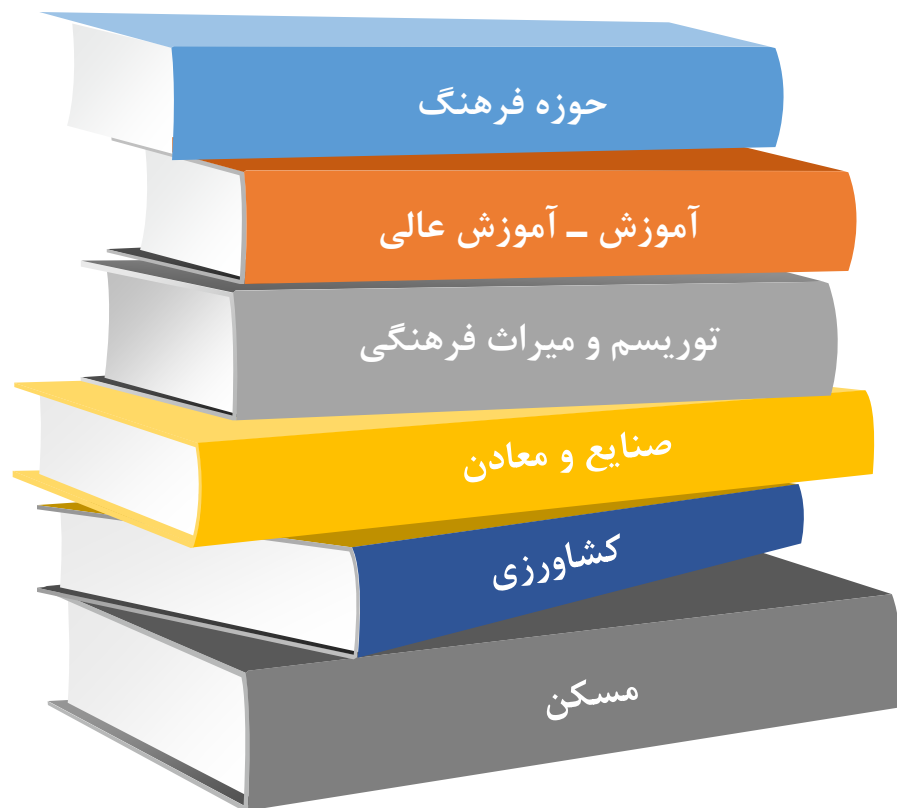 حوزه فرهنگ
آموزش ـ آموزش عالی
توریسم و میراث فرهنگی
صنایع و معادن
کشاورزی
مسکن